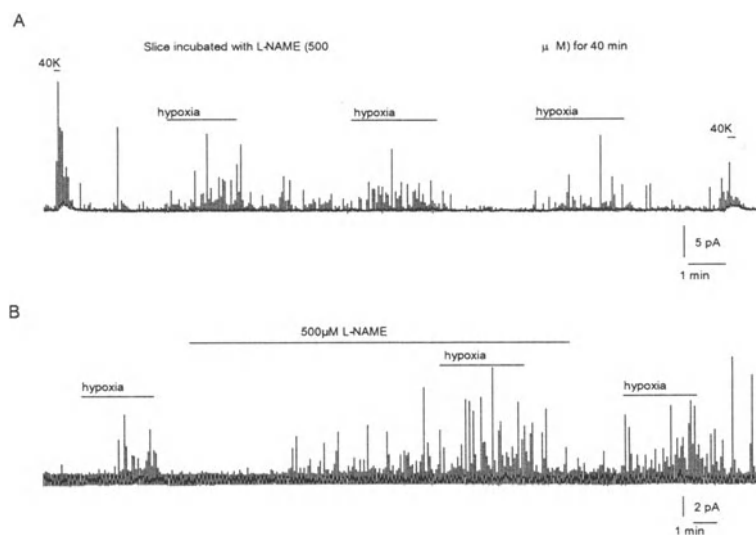 A
Slice incubated with L-NAME (500 μ M) for 40 min
40K
hypoxia hypoxia hypoxia
40K
5 pA
1 min
B
500μM L-NAME
hypoxia
hypoxia hypoxia
2 pA
1 min